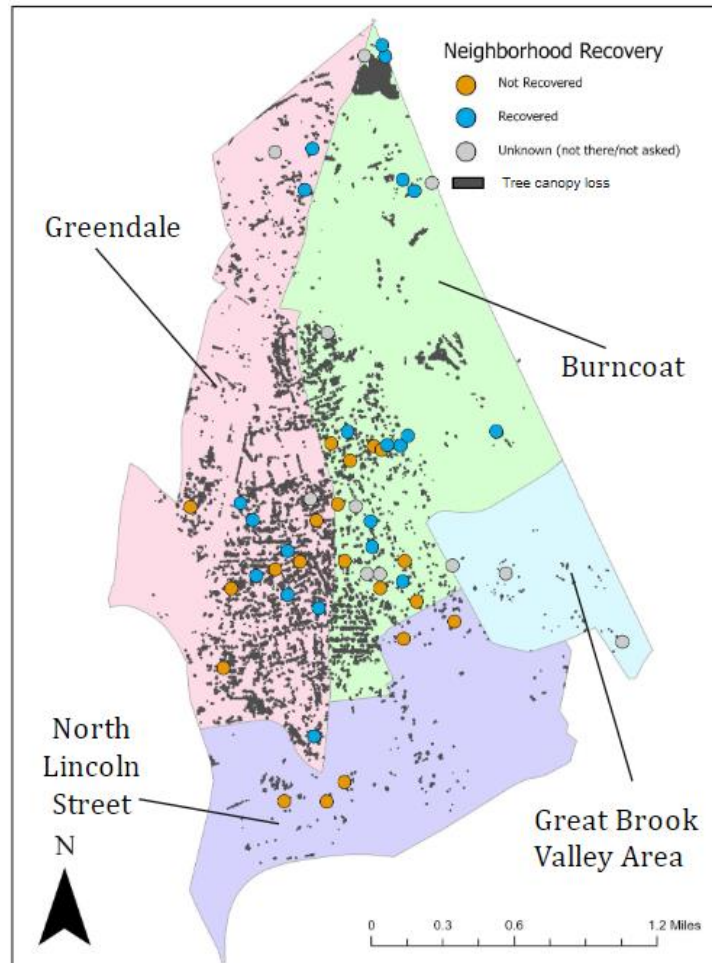 Neighborhood Recovery
Not Recovered
Recovered
Unknown (not there/not asked)
Tree canopy loss
Greendale
Burncoat
North
Lincoln
Street
Great Brook
Valley Area
N
0 0.3 0.6 1.2 Miles